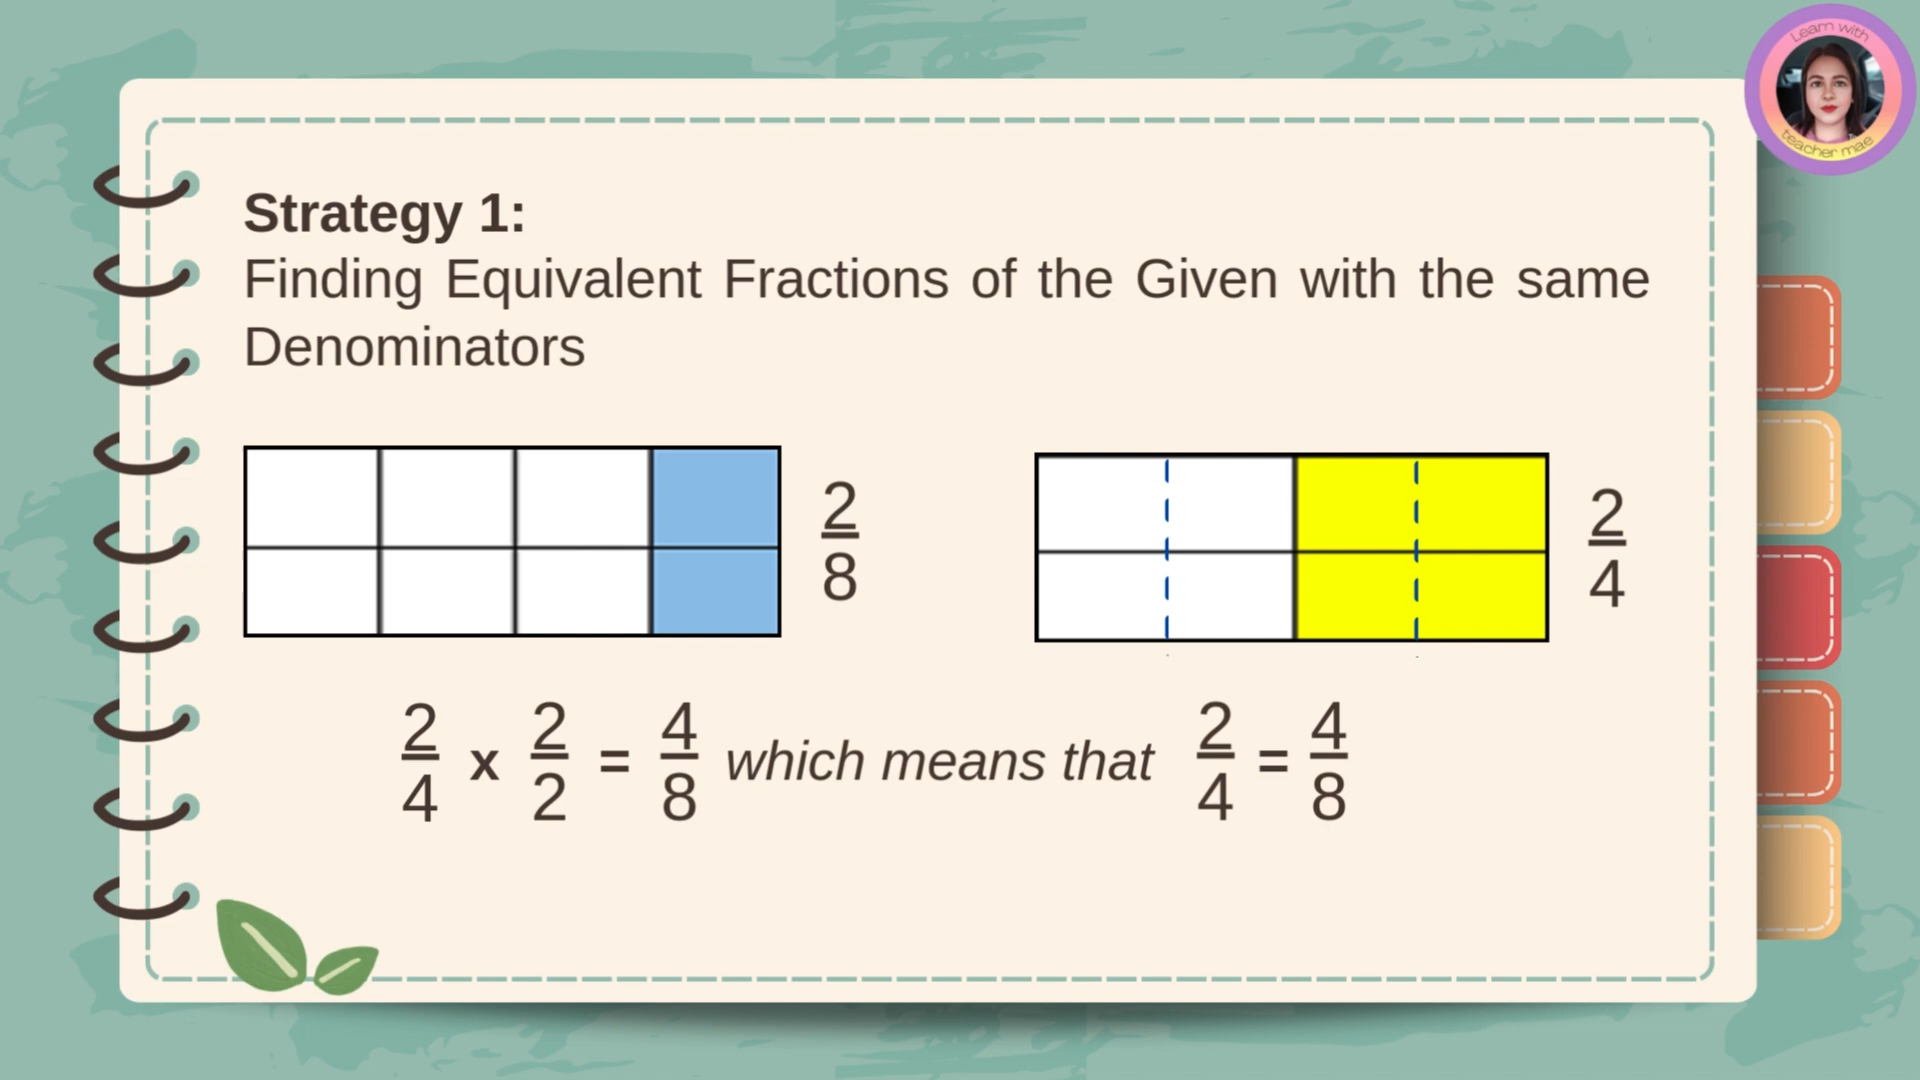 Learn with
teacher mae
Strategy 1:
Finding Equivalent Fractions of the Given with the same
Denominators
2/8
2/4
2/4 x 2/2 = 4/8 which means that 2/4 = 4/8